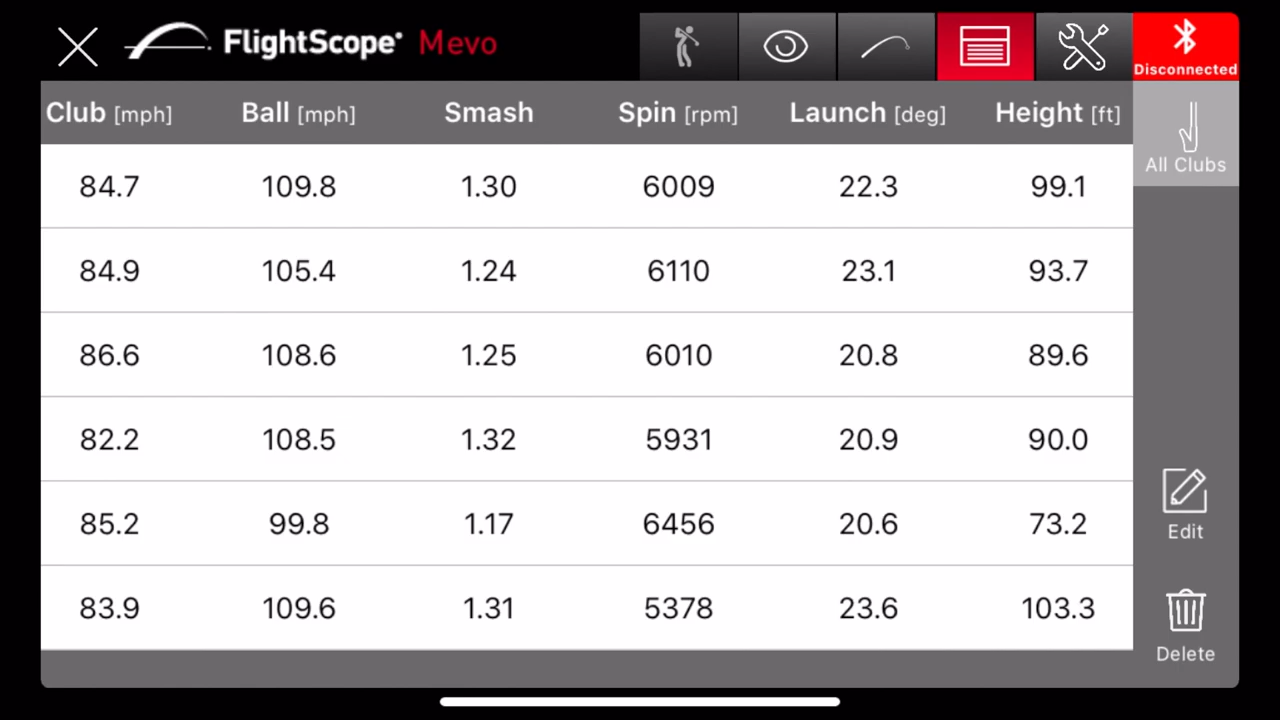 FlightScope® Mevo
Disconnected
Club [mph] Ball [mph] Smash Spin [rpm] Launch [deg] Height [ft]
All Clubs
84.7 109.8 1.30 6009 22.3 99.1
84.9 105.4 1.24 6110 23.1 93.7
86.6 108.6 1.25 6010 20.8 89.6
82.2 108.5 1.32 5931 20.9 90.0
85.2 99.8 1.17 6456 20.6 73.2
83.9 109.6 1.31 5378 23.6 103.3
Edit
Delete